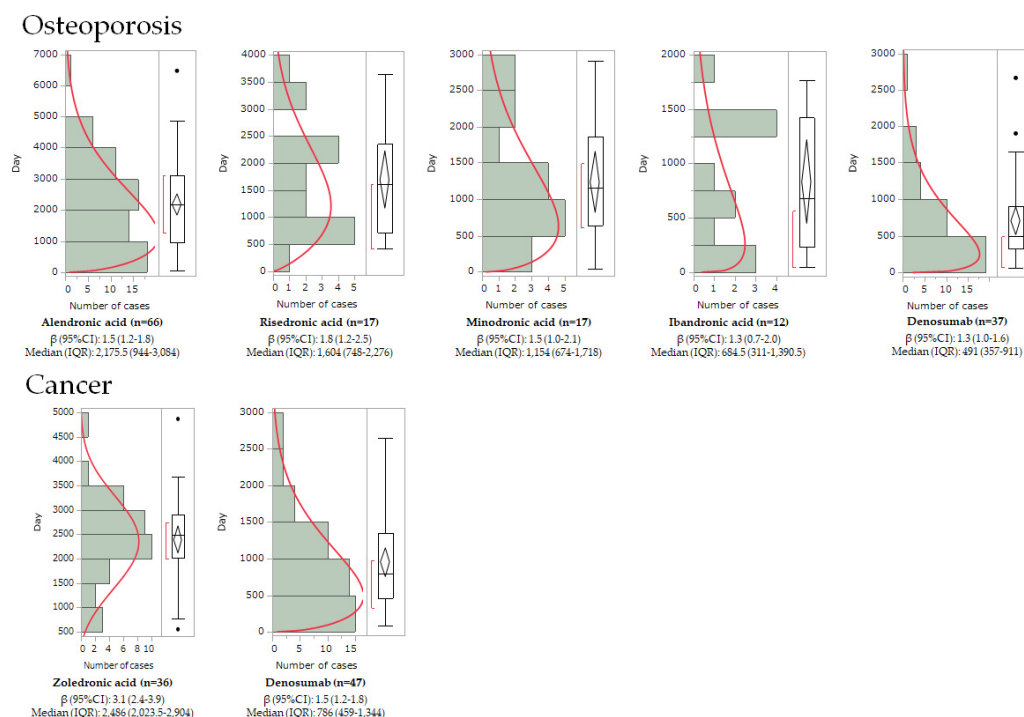 Osteoporosis
7000
6000
5000
4000
3000
2000
1000
0
Day
0 5 10 15
Number of cases
Alendronic acid (n=66)
β (95%CI): 1.5 (1.2-1.8)
Median (IQR): 2,175.5 (944-3,084)
4000
3500
3000
2500
2000
1500
1000
500
0
Day
0 1 2 3 4 5
Number of cases
Risedronic acid (n=17)
β (95%CI): 1.8 (1.2-2.5)
Median (IQR): 1,604 (748-2,276)
3000
2500
2000
1500
1000
500
0
Day
0 1 2 3 4 5
Number of cases
Minodronic acid (n=17)
β (95%CI): 1.5 (1.0-2.1)
Median (IQR): 1,154 (674-1,718)
2000
1500
1000
500
0
Day
0 1 2 3 4
Number of cases
Ibandronic acid (n=12)
β (95%CI): 1.3 (0.7-2.0)
Median (IQR): 684.5 (311-1,390.5)
3000
2500
2000
1500
1000
500
0
Day
0 5 10 15
Number of cases
Denosumab (n=37)
β (95%CI): 1.3 (1.0-1.6)
Median (IQR): 491 (357-911)
Cancer
5000
4500
4000
3500
3000
2500
2000
1500
1000
500
Day
0 2 4 6 8 10
Number of cases
Zoledronic acid (n=36)
β (95%CI): 3.1 (2.4-3.9)
Median (IQR): 2,486 (2,023.5-2,904)
3000
2500
2000
1500
1000
500
0
Day
0 5 10 15
Number of cases
Denosumab (n=47)
β (95%CI): 1.5 (1.2-1.8)
Median (IQR): 786 (459-1,344)